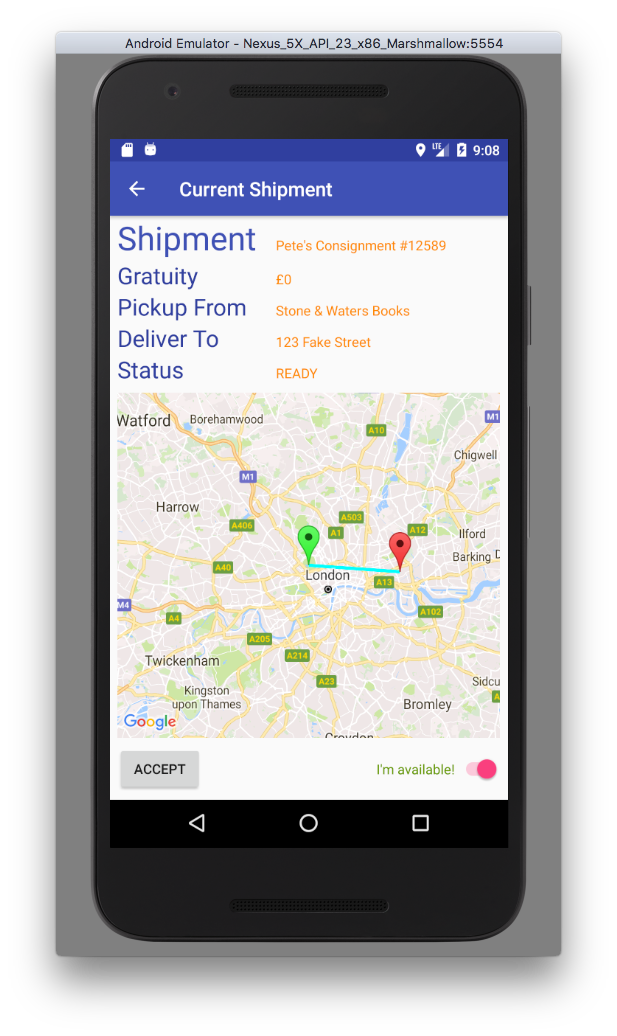 Android Emulator - Nexus_5X_API_23_x86_Marshmallow:5554
LTE 9:08
Current Shipment
Shipment Pete's Consignment #12589
Gratuity £0
Pickup From Stone & Waters Books
Deliver To 123 Fake Street
Status READY
Watford Borehamwood M1
A10
Chigwell
M1
Harrow
A503
A406 A1 A12 Ilford
Barking
A40
London
A13
M4 A102
A4
A205
A214
Twickenham
A23 Sidcu
Kingston
upon Thames Bromley
Google
Croydon
ACCEPT I'm available!